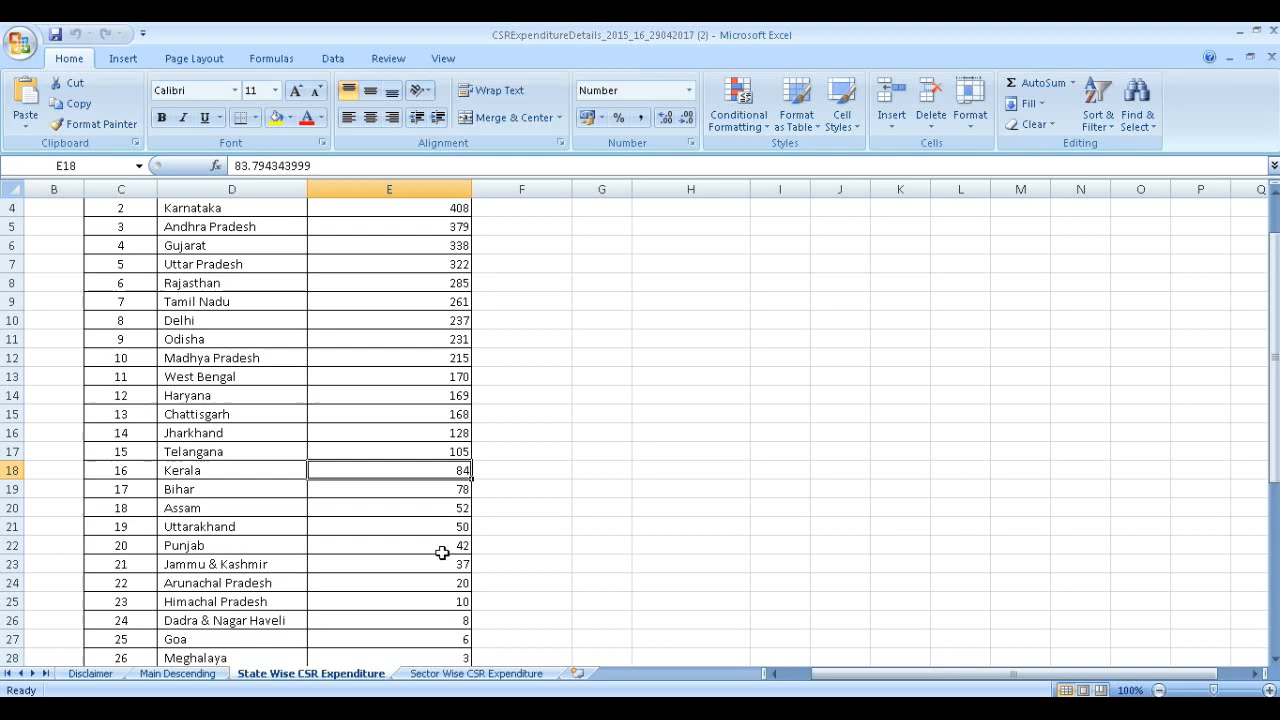 CSRExpenditureDetails_2015_16_29042017 (2) - Microsoft Excel
Home Insert Page Layout Formulas Data Review View
Paste Cut Copy Format Painter
Calibri 11 A A
B I U A
Wrap Text
Merge & Center
Number
% ,
Conditional Formatting
Format as Table
Cell Styles
Insert Delete Format
Σ AutoSum
Fill
Clear
Sort & Filter
Find & Select
Clipboard Font Alignment Number Styles Cells Editing
E18 fx 83.794343999
B C D E F G H I J K L M N O P Q
4 2 Karnataka 408
5 3 Andhra Pradesh 379
6 4 Gujarat 338
7 5 Uttar Pradesh 322
8 6 Rajasthan 285
9 7 Tamil Nadu 261
10 8 Delhi 237
11 9 Odisha 231
12 10 Madhya Pradesh 215
13 11 West Bengal 170
14 12 Haryana 169
15 13 Chattisgarh 168
16 14 Jharkhand 128
17 15 Telangana 105
18 16 Kerala 84
19 17 Bihar 78
20 18 Assam 52
21 19 Uttarakhand 50
22 20 Punjab 42
23 21 Jammu & Kashmir 37
24 22 Arunachal Pradesh 20
25 23 Himachal Pradesh 10
26 24 Dadra & Nagar Haveli 8
27 25 Goa 6
28 26 Meghalaya 3
Disclaimer Main Descending State Wise CSR Expenditure Sector Wise CSR Expenditure
Ready 100%